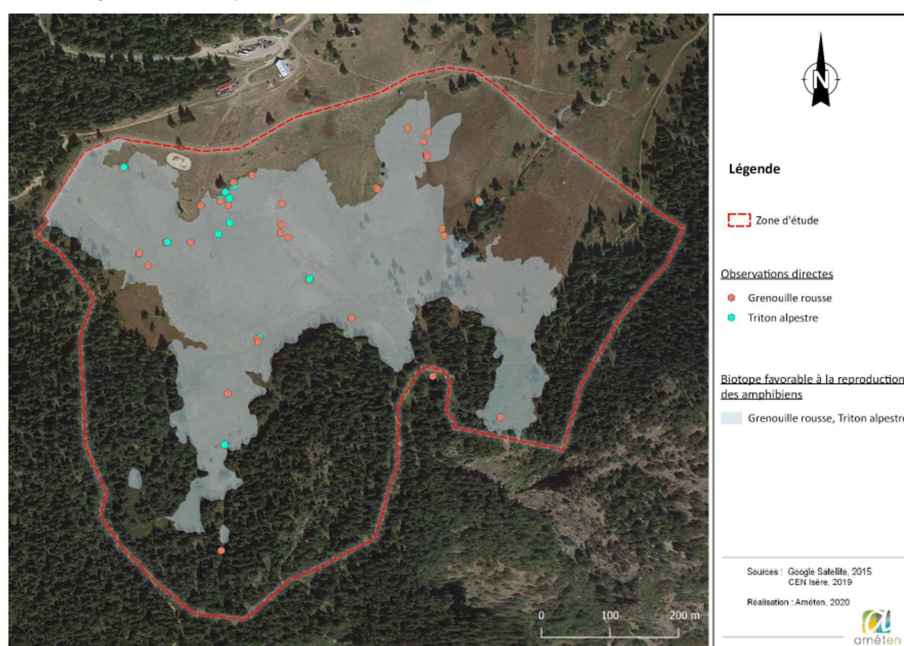 N
Légende
Zone d'étude
Observations directes
Grenouille rousse
Triton alpestre
Biotope favorable à la reproduction
des amphibiens
Grenouille rousse, Triton alpestre
Sources : Google Satellite, 2015
CEN Isère, 2019
Réalisation : Améten, 2020
améten
0 100 200 m